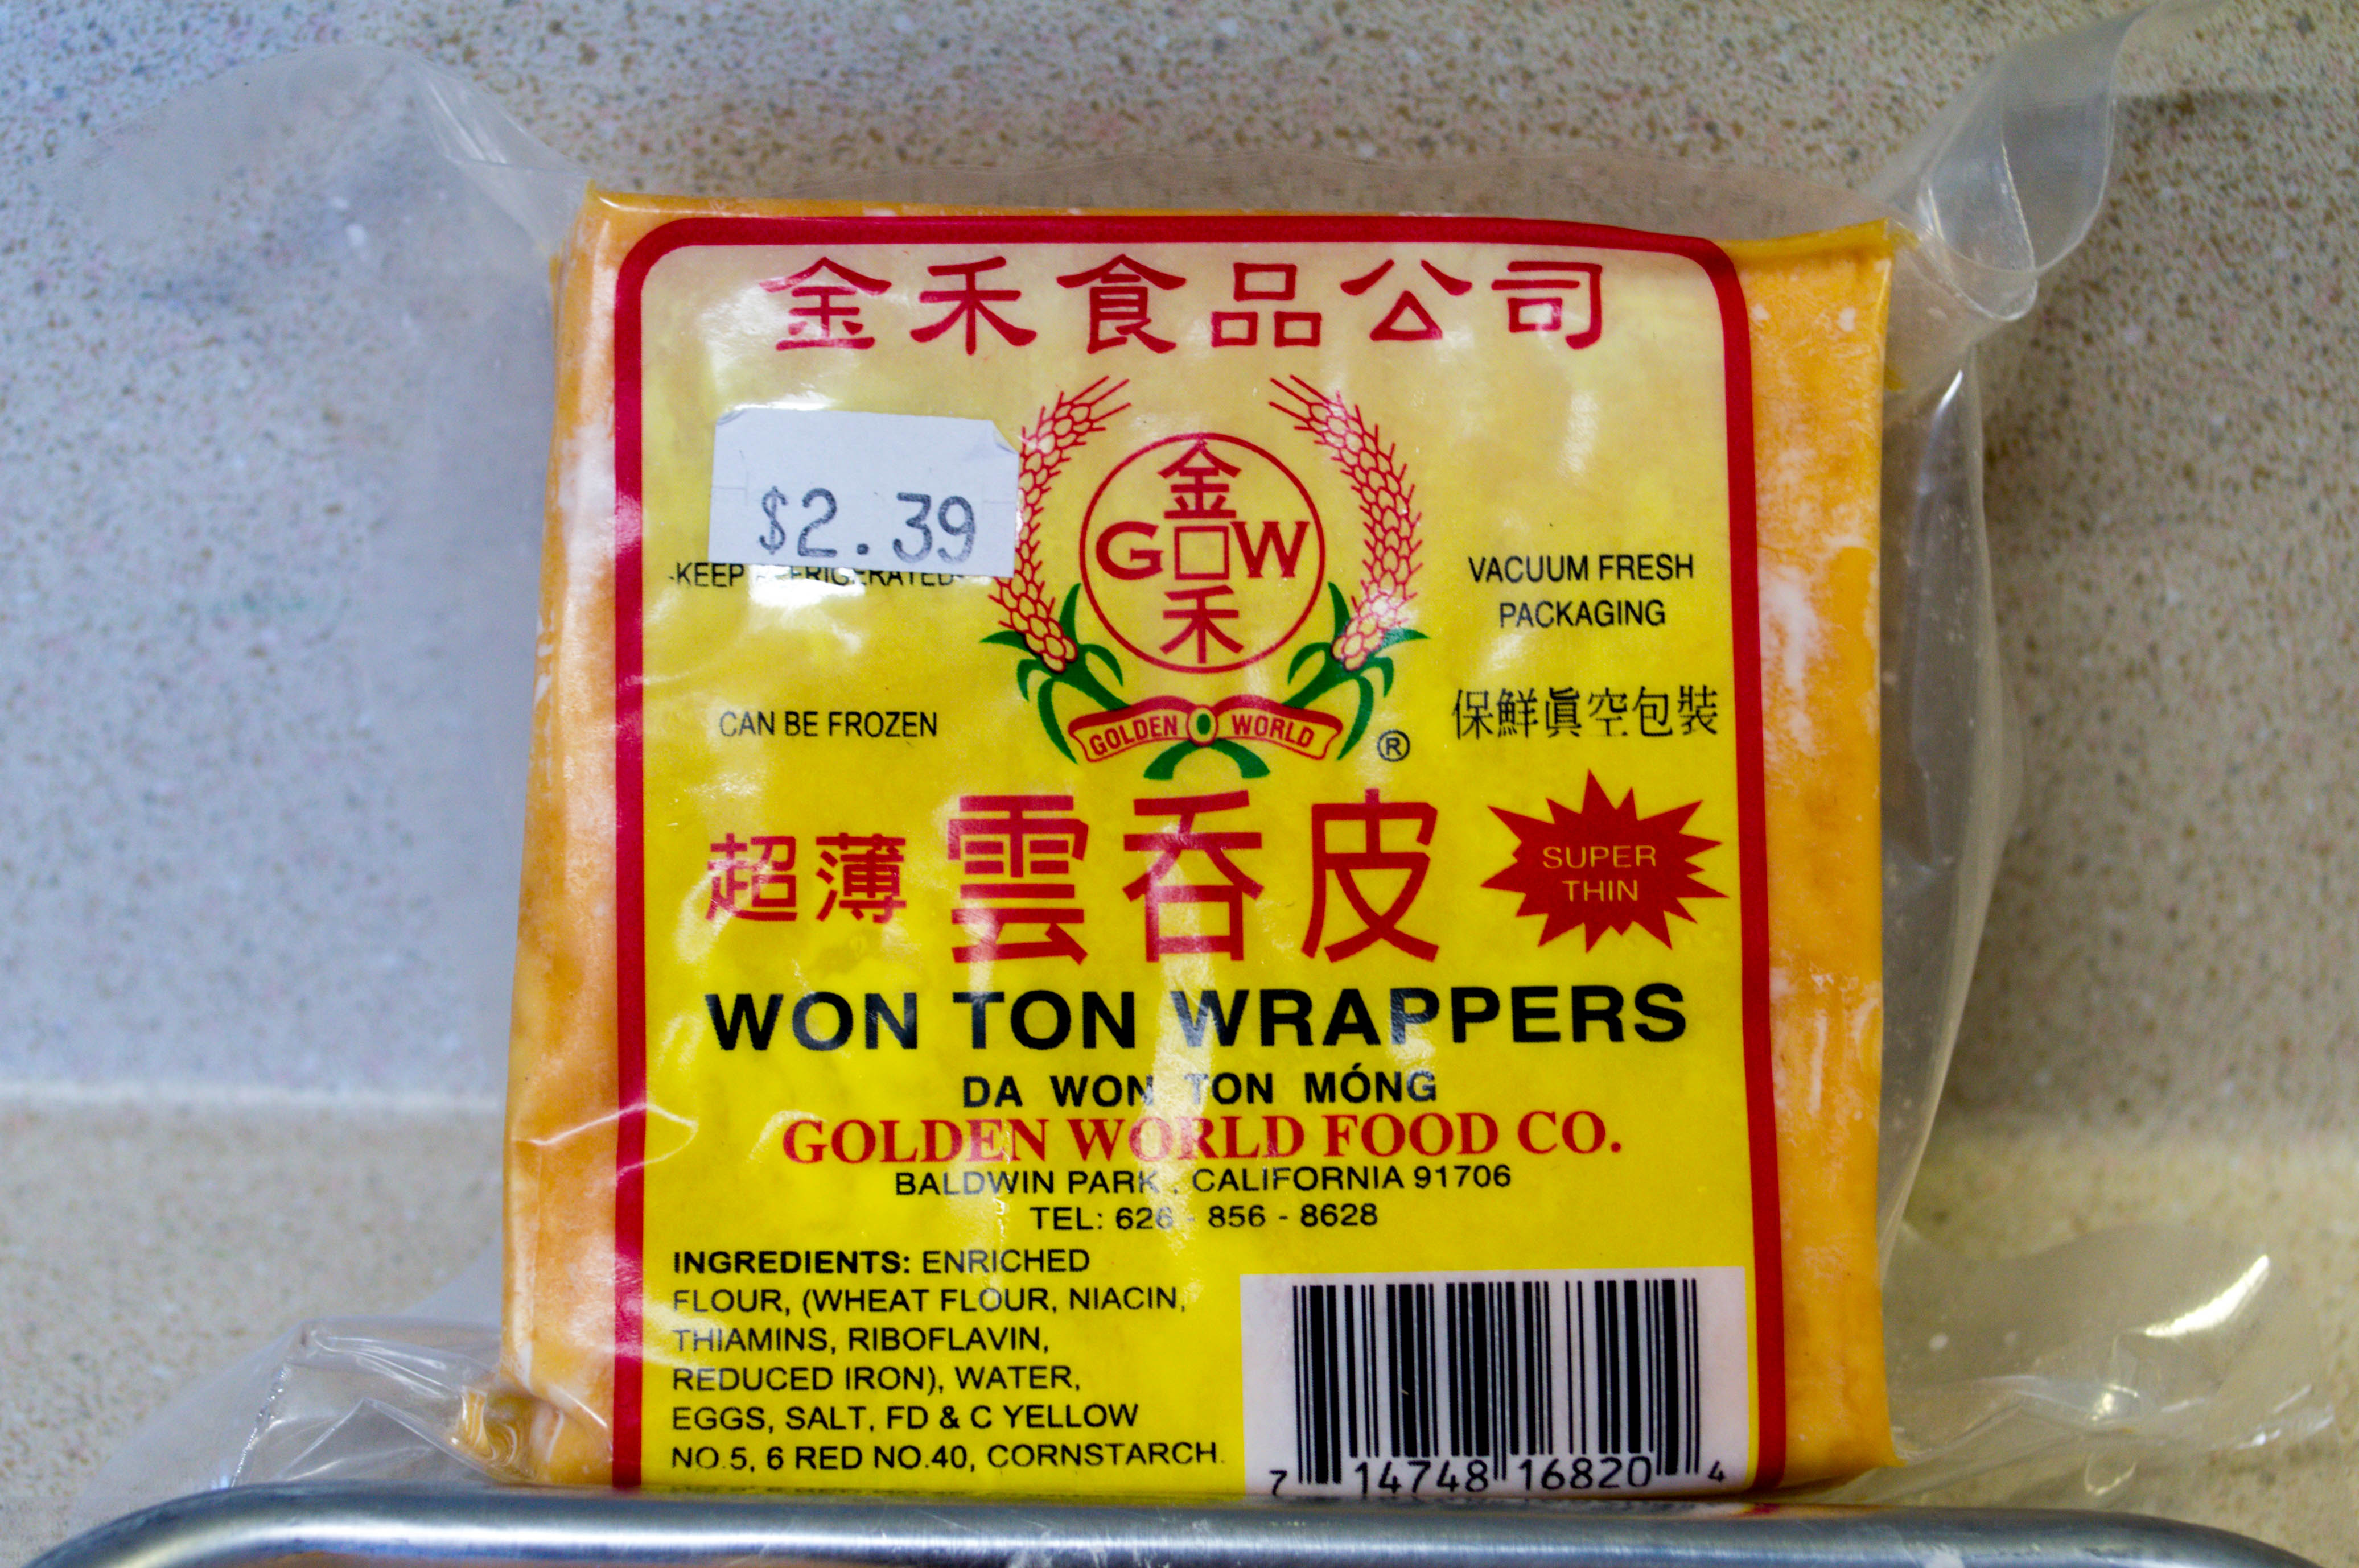 金禾食品公司
$2.39
-KEEP REFRIGERATED-
金
G W
禾
GOLDEN WORLD
®
VACUUM FRESH
PACKAGING
CAN BE FROZEN
保鮮眞空包裝
超薄 雲吞皮
SUPER
THIN
WON TON WRAPPERS
DA WON TON MÓNG
GOLDEN WORLD FOOD CO.
BALDWIN PARK , CALIFORNIA 91706
TEL: 626 - 856 - 8628
INGREDIENTS: ENRICHED
FLOUR, (WHEAT FLOUR, NIACIN,
THIAMINS, RIBOFLAVIN,
REDUCED IRON), WATER,
EGGS, SALT, FD & C YELLOW
NO.5, 6 RED NO.40, CORNSTARCH.
7 14748 16820 4